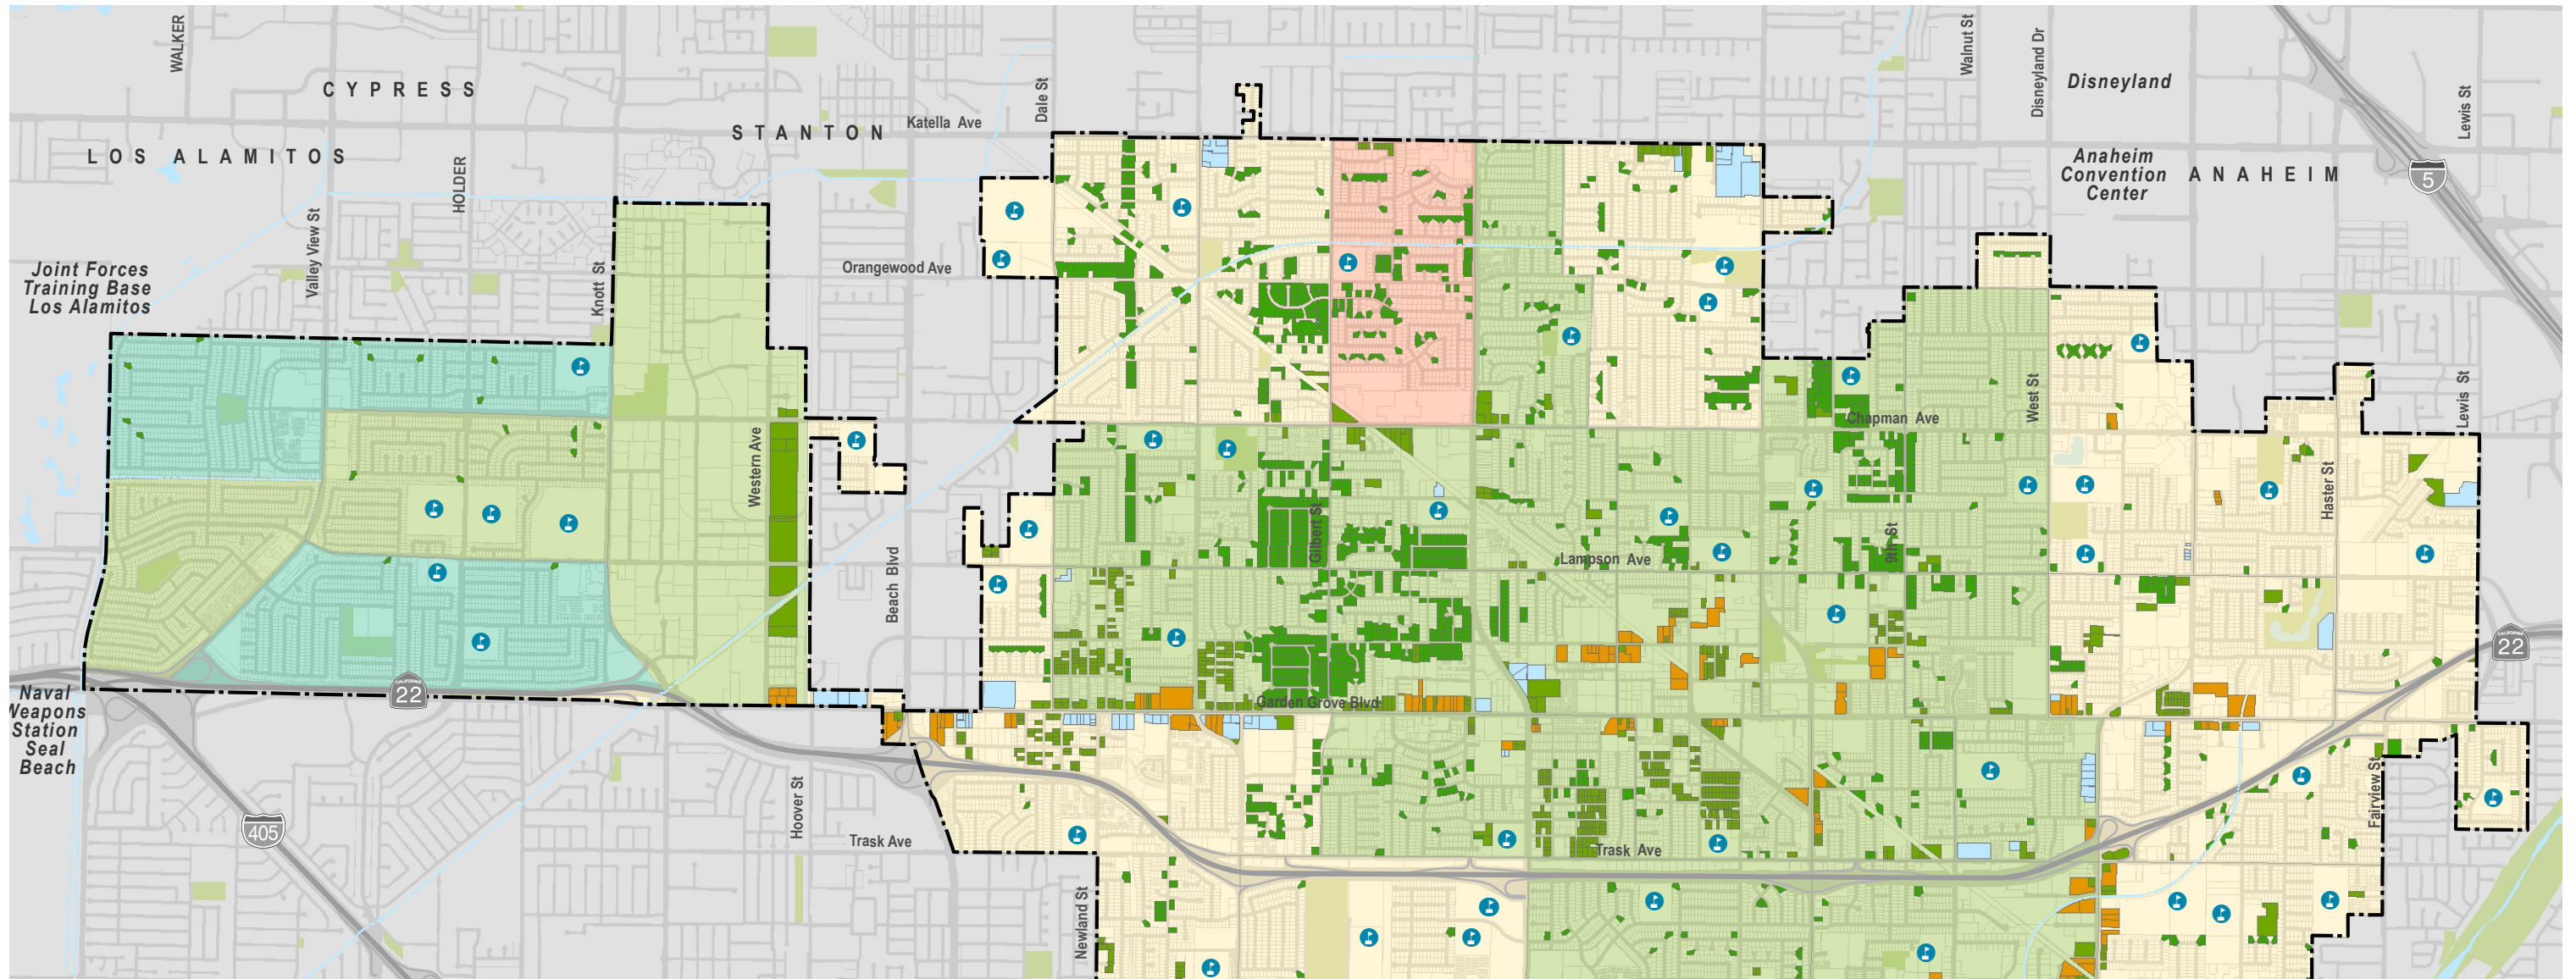 WALKER
CYPRESS
LOS ALAMITOS
HOLDER
STANTON
Katella Ave
Dale St
Walnut St
Disneyland Dr
Disneyland
Lewis St
Anaheim
Convention
Center
ANAHEIM
5
Joint Forces
Training Base
Los Alamitos
Valley View St
Knott St
Orangewood Ave
Western Ave
Beach Blvd
Chapman Ave
West St
Lewis St
Gilbert St
Lampson Ave
9th St
Haster St
Garden Grove Blvd
CALIFORNIA
22
CALIFORNIA
22
Naval
Weapons
Station
Seal
Beach
405
Hoover St
Trask Ave
Newland St
Trask Ave
Fairview St